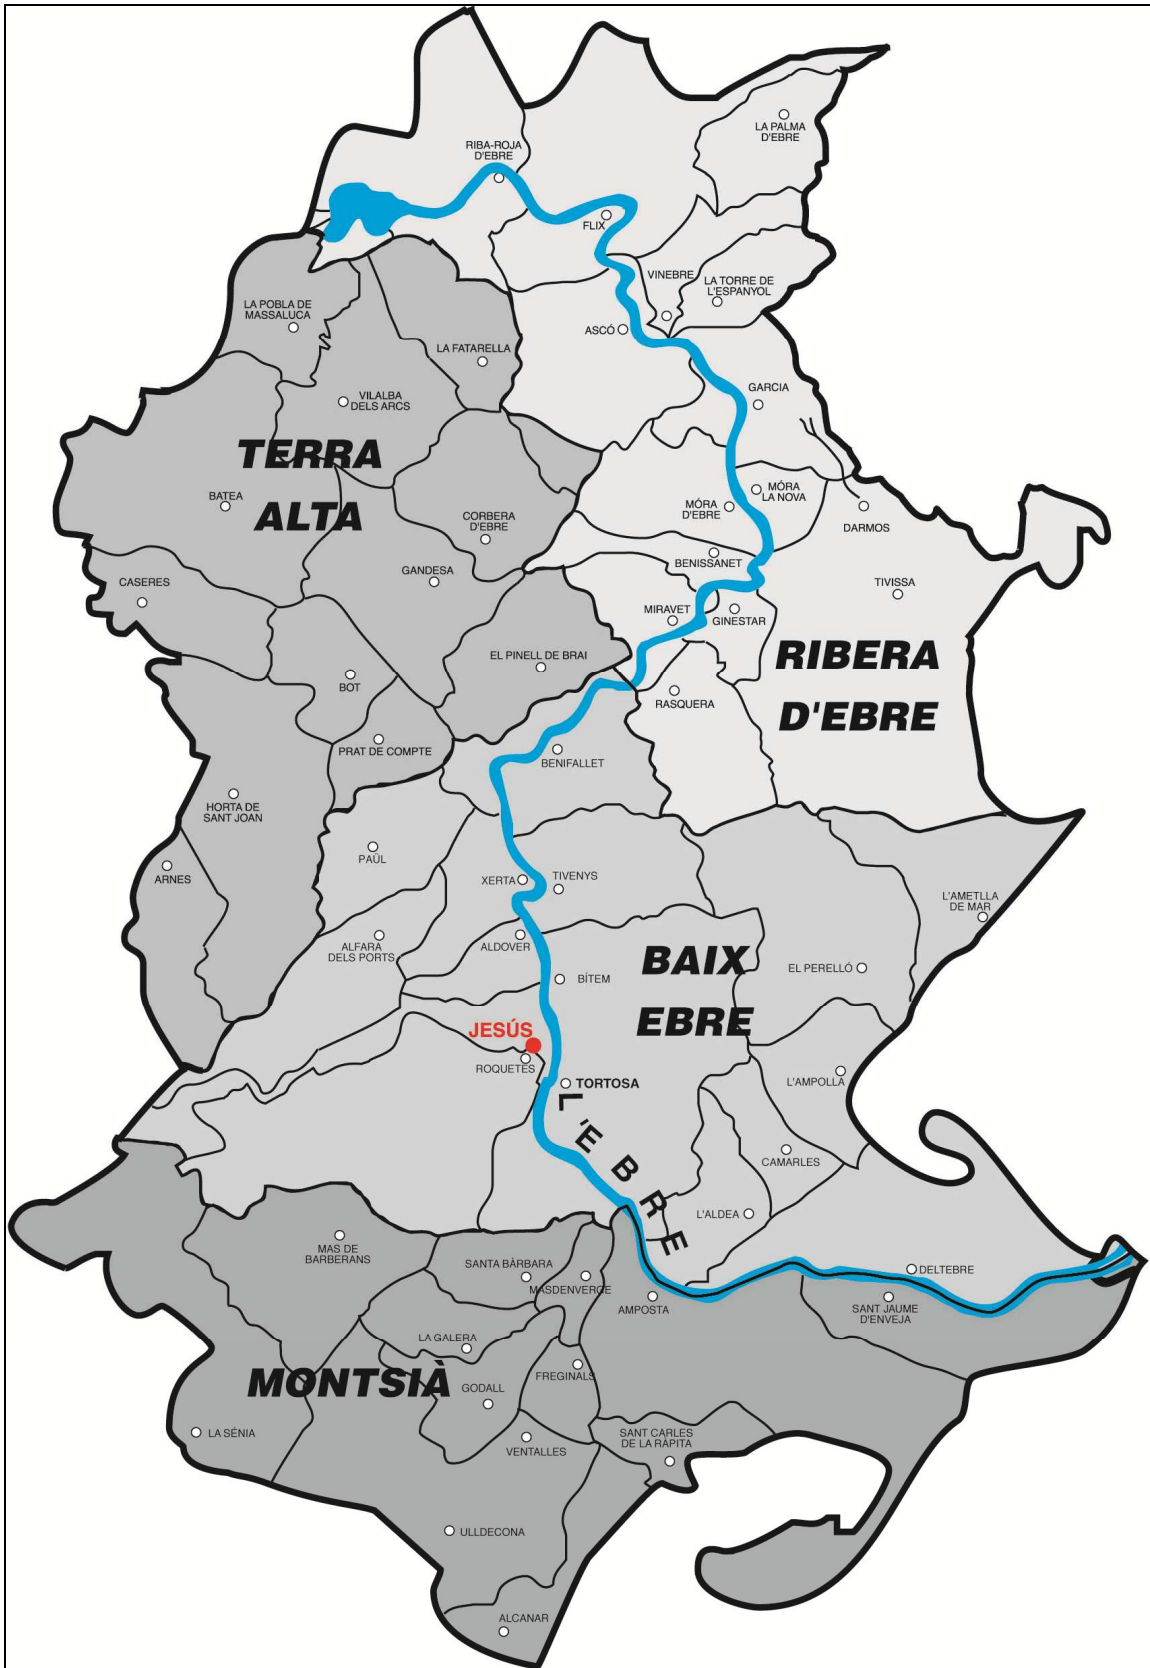 LA PALMA
D'EBRE
RIBA-ROJA
D'EBRE
FLIX
VINEBRE
LA TORRE DE
L'ESPANYOL
LA POBLA DE
MASSALUCA
ASCÓ
LA FATARELLA
GARCIA
VILALBA
DELS ARCS
TERRA
ALTA
BATEA
MÓRA
LA NOVA
MÓRA
D'EBRE
DARMOS
CORBERA
D'EBRE
BENISSANET
GANDESA
CASERES
TIVISSA
MIRAVET
GINESTAR
RIBERA
D'EBRE
EL PINELL DE BRAI
BOT
RASQUERA
PRAT DE COMPTE
BENIFALLET
HORTA DE
SANT JOAN
PAÜL
ARNES
XERTA
TIVENYS
L'AMETLLA
DE MAR
ALFARA
DELS PORTS
ALDOVER
BAIX
EBRE
EL PERELLÓ
BÍTEM
JESÚS
ROQUETES
TORTOSA
L'AMPOLLA
L'EBRE
CAMARLES
L'ALDEA
MAS DE
BARBERANS
SANTA BÀRBARA
MASDENVERGE
DELTEBRE
AMPOSTA
SANT JAUME
D'ENVEJA
LA GALERA
MONTSIÀ
FREGINALS
GODALL
LA SÉNIA
VENTALLES
SANT CARLES
DE LA RÀPITA
ULLDECONA
ALCANAR